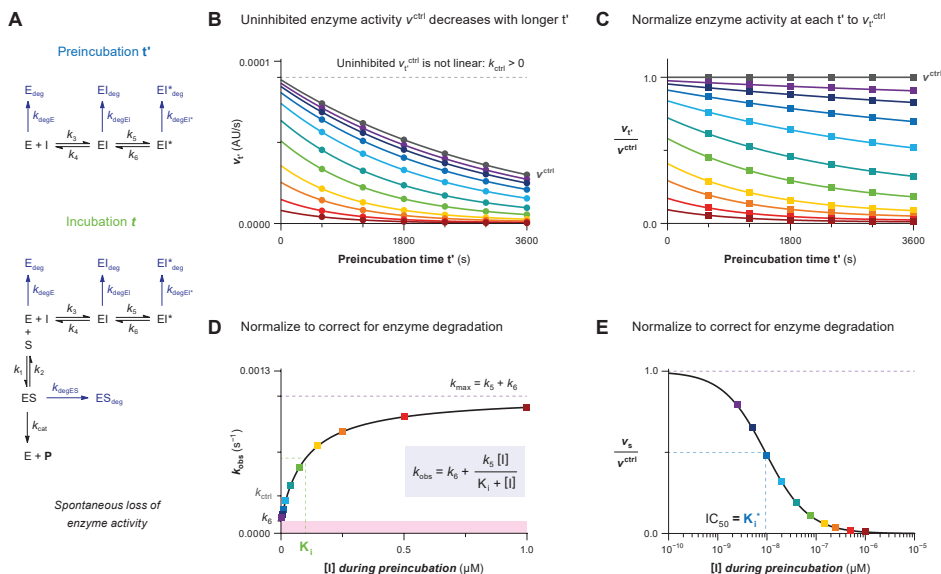 A
Preincubation t'
E_deg EI_deg EI*_deg
k_degE k_degEI k_degEI*
E + I k_3 k_4 EI k_5 k_6 EI*
Incubation t
E_deg EI_deg EI*_deg
k_degE k_degEI k_degEI*
E + I k_3 k_4 EI k_5 k_6 EI*
+
S
k_1 k_2
ES k_degES ES_deg
k_cat
E + P
Spontaneous loss of
enzyme activity
B Uninhibited enzyme activity v^ctrl decreases with longer t'
0.0001
Uninhibited v_t'^ctrl is not linear: k_ctrl > 0
v_t' (AU/s)
v^ctrl
0.0000
0 1800 3600
Preincubation time t' (s)
C Normalize enzyme activity at each t' to v_t'^ctrl
1.0
v^ctrl
v_t'
v^ctrl
0.0
0 1800 3600
Preincubation time t' (s)
D Normalize to correct for enzyme degradation
0.0013
k_max = k_5 + k_6
k_obs (s⁻¹)
k_obs = k_6 + k_5 [I] / K_i + [I]
k_ctrl
k_6
0.0000
0 K_i 0.5 1.0
[I] during preincubation (µM)
E Normalize to correct for enzyme degradation
1.0
v_s
v^ctrl
IC_50 = K_i^*
0.0
10⁻¹⁰ 10⁻⁹ 10⁻⁸ 10⁻⁷ 10⁻⁶ 10⁻⁵
[I] during preincubation (µM)